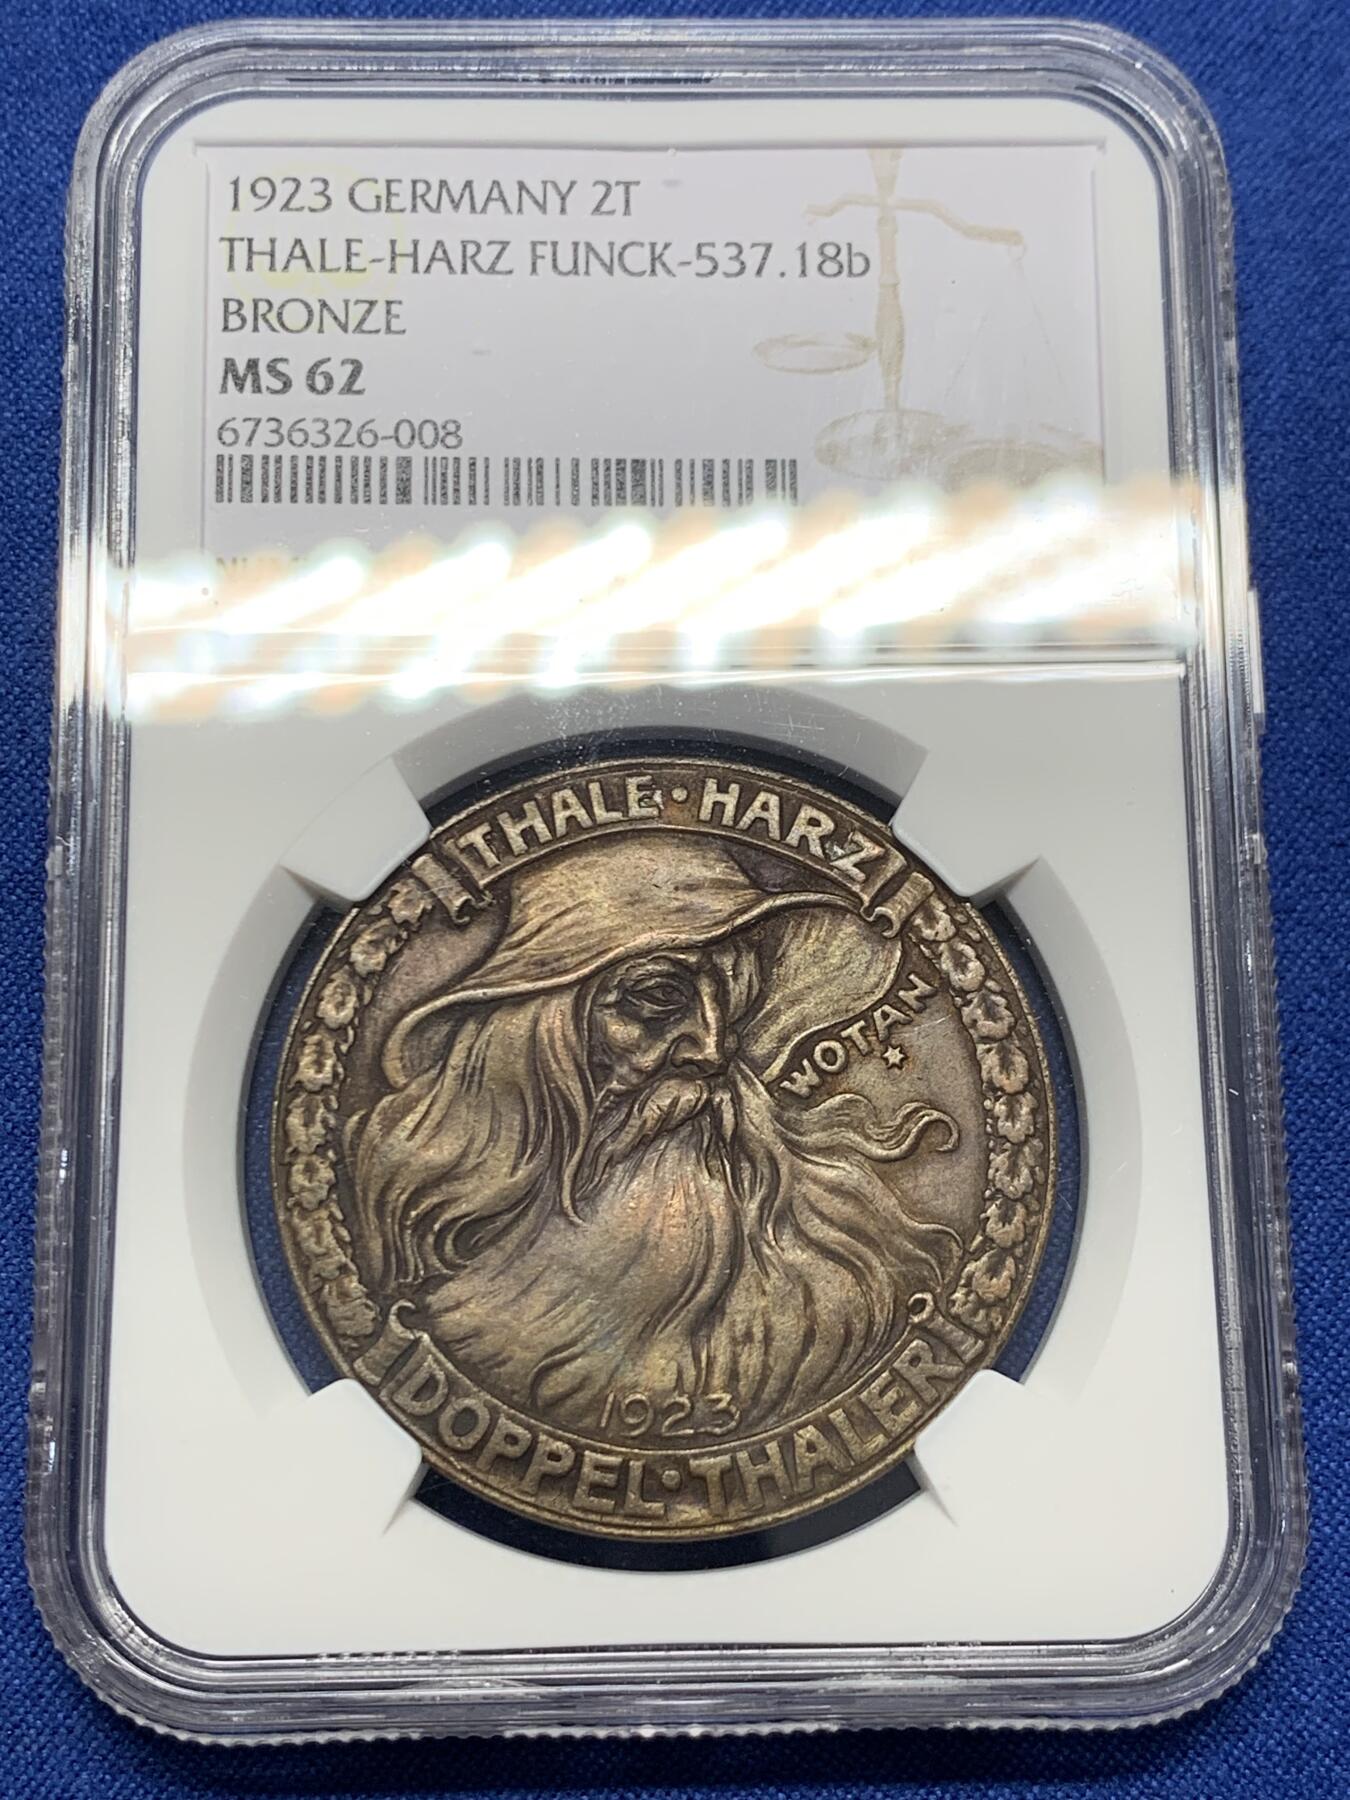 1923 GERMANY 2T
THALE-HARZ FUNCK-537.18b
BRONZE
MS 62
6736326-008
THALE · HARZ
WOTAN
1923
DOPPEL · THALER